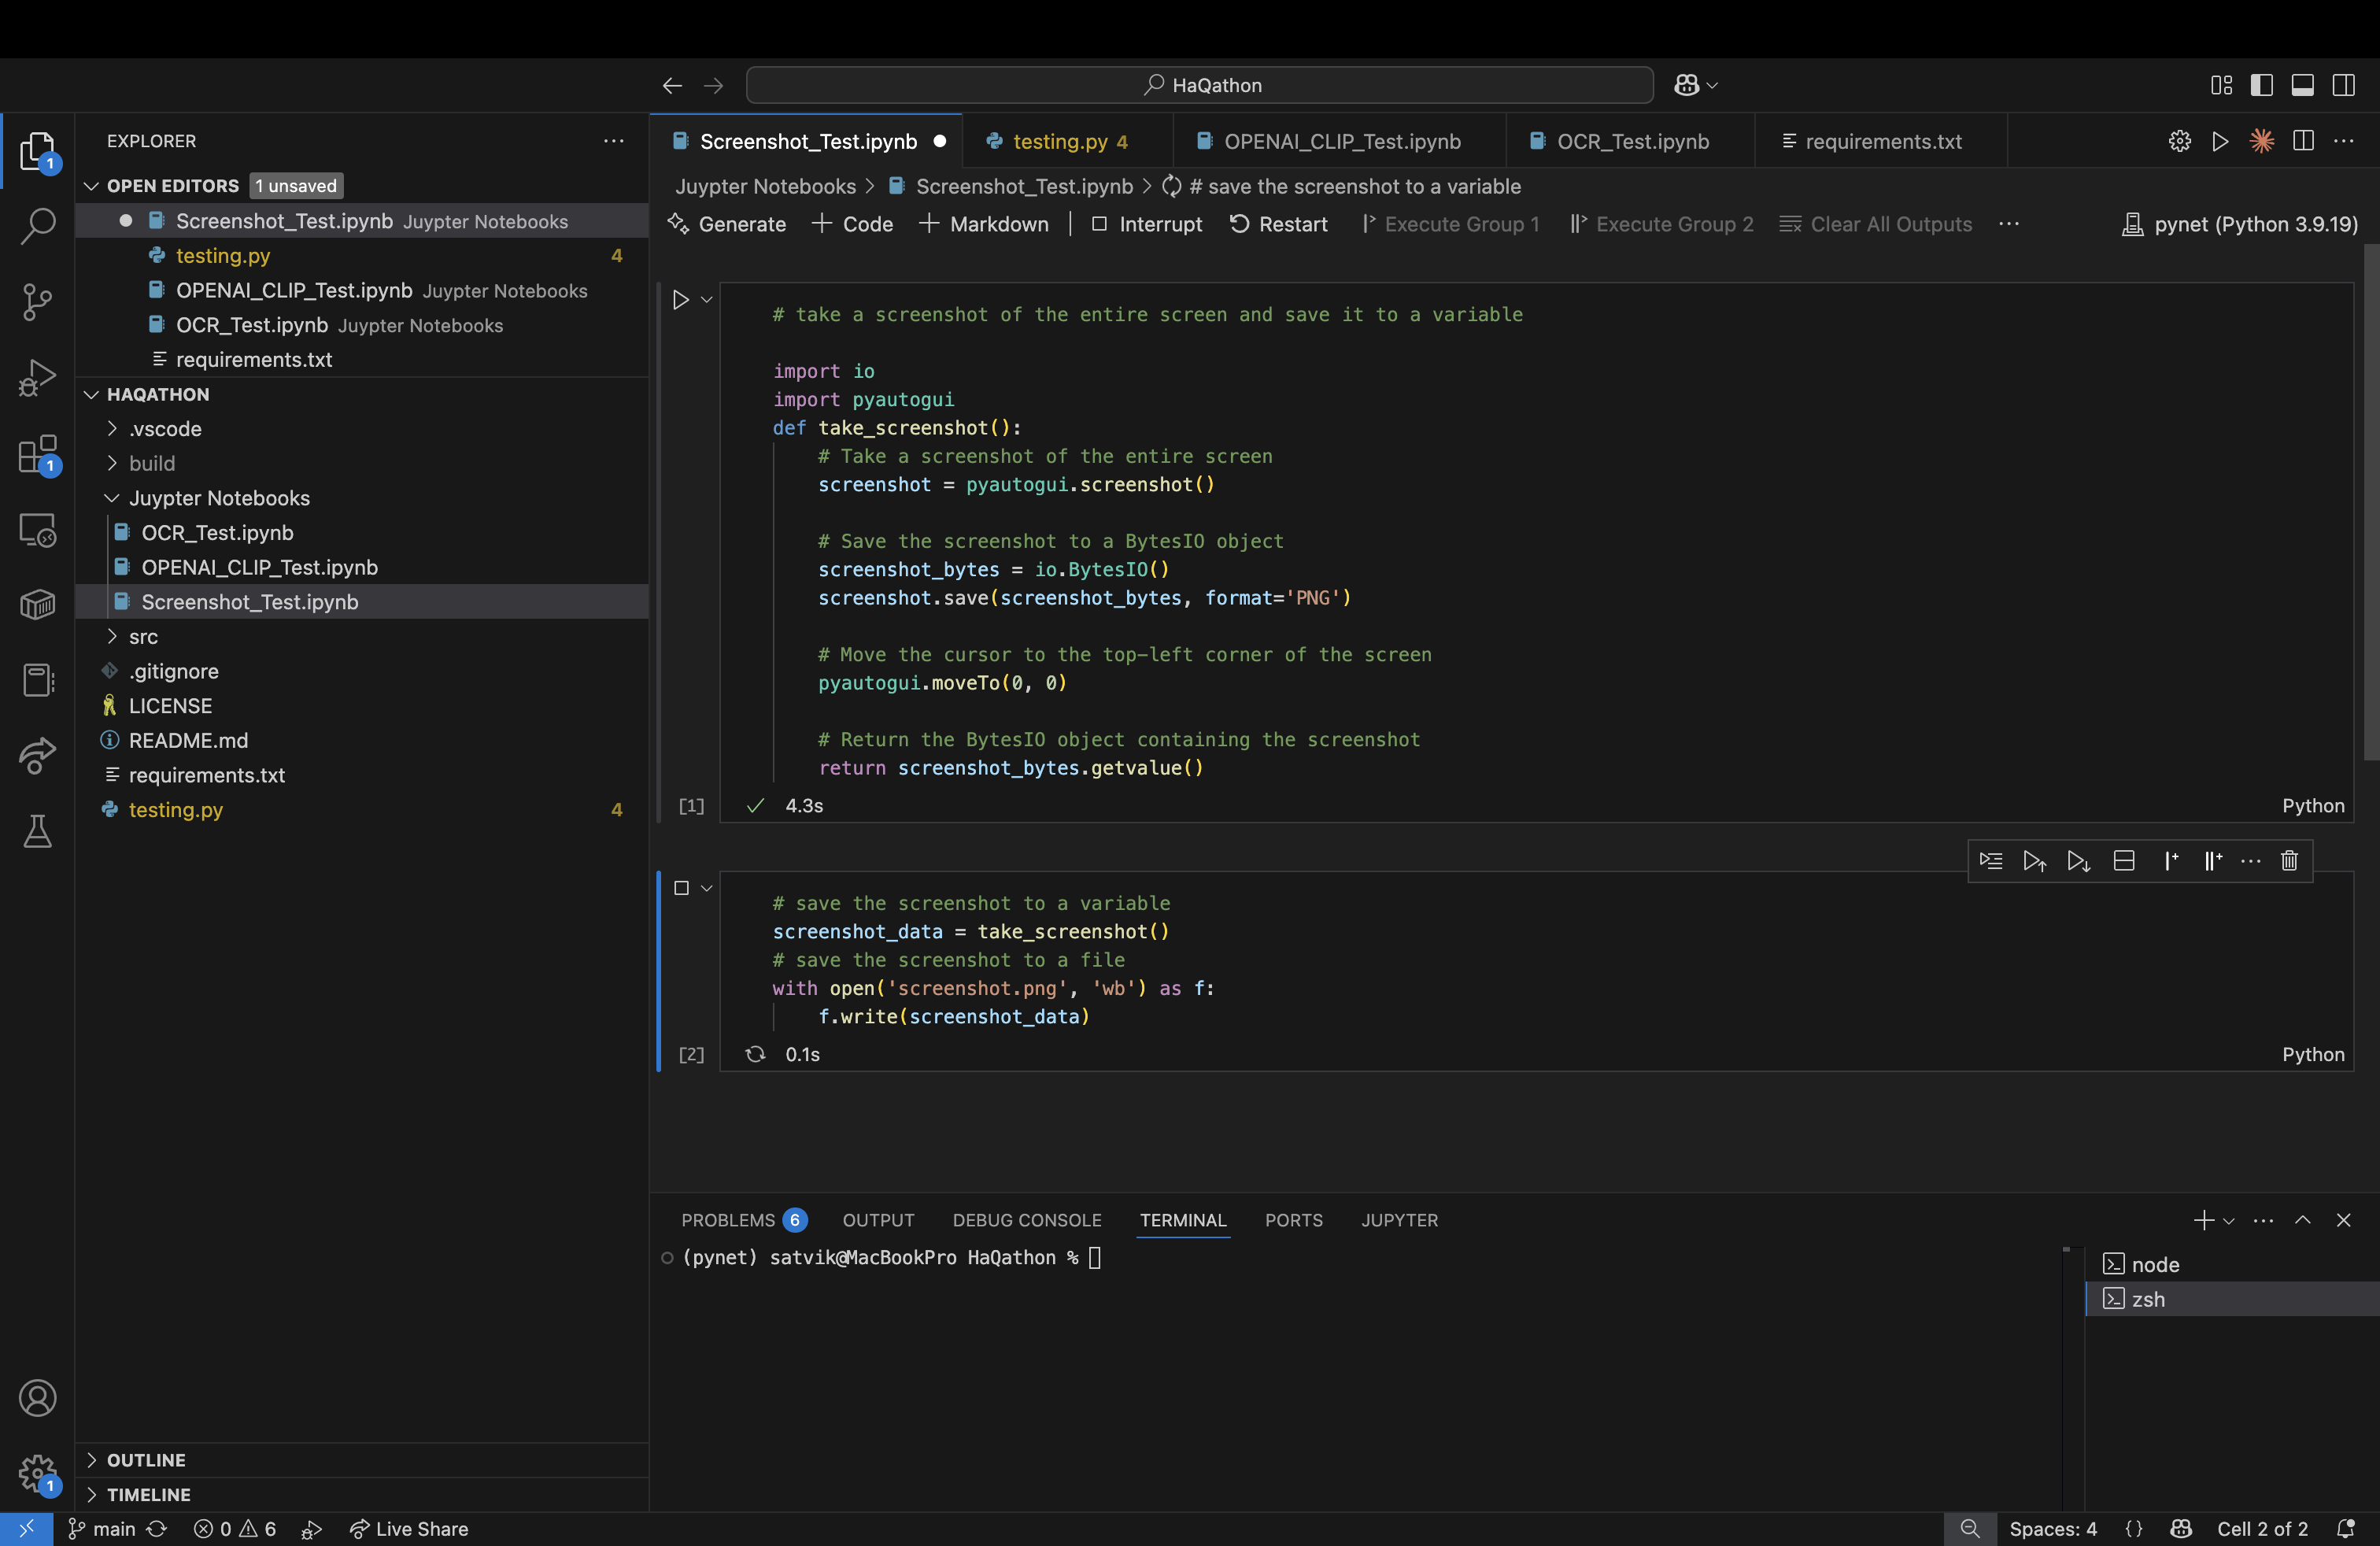 HaQathon
EXPLORER
OPEN EDITORS 1 unsaved
Screenshot_Test.ipynb Juypter Notebooks
testing.py 4
OPENAI_CLIP_Test.ipynb Juypter Notebooks
OCR_Test.ipynb Juypter Notebooks
requirements.txt
HAQATHON
.vscode
build
Juypter Notebooks
OCR_Test.ipynb
OPENAI_CLIP_Test.ipynb
Screenshot_Test.ipynb
src
.gitignore
LICENSE
README.md
requirements.txt
testing.py 4
OUTLINE
TIMELINE
1
1
1
Screenshot_Test.ipynb testing.py 4 OPENAI_CLIP_Test.ipynb OCR_Test.ipynb requirements.txt
Juypter Notebooks > Screenshot_Test.ipynb > # save the screenshot to a variable
Generate + Code + Markdown | Interrupt Restart Execute Group 1 Execute Group 2 Clear All Outputs ... pynet (Python 3.9.19)
# take a screenshot of the entire screen and save it to a variable
import io
import pyautogui
def take_screenshot():
# Take a screenshot of the entire screen
screenshot = pyautogui.screenshot()
# Save the screenshot to a BytesIO object
screenshot_bytes = io.BytesIO()
screenshot.save(screenshot_bytes, format='PNG')
# Move the cursor to the top-left corner of the screen
pyautogui.moveTo(0, 0)
# Return the BytesIO object containing the screenshot
return screenshot_bytes.getvalue()
[1] 4.3s Python
# save the screenshot to a variable
screenshot_data = take_screenshot()
# save the screenshot to a file
with open('screenshot.png', 'wb') as f:
f.write(screenshot_data)
[2] 0.1s Python
PROBLEMS 6 OUTPUT DEBUG CONSOLE TERMINAL PORTS JUPYTER
(pynet) satvik@MacBookPro HaQathon %
node
zsh
main 0 6 Live Share
Spaces: 4 {} Cell 2 of 2